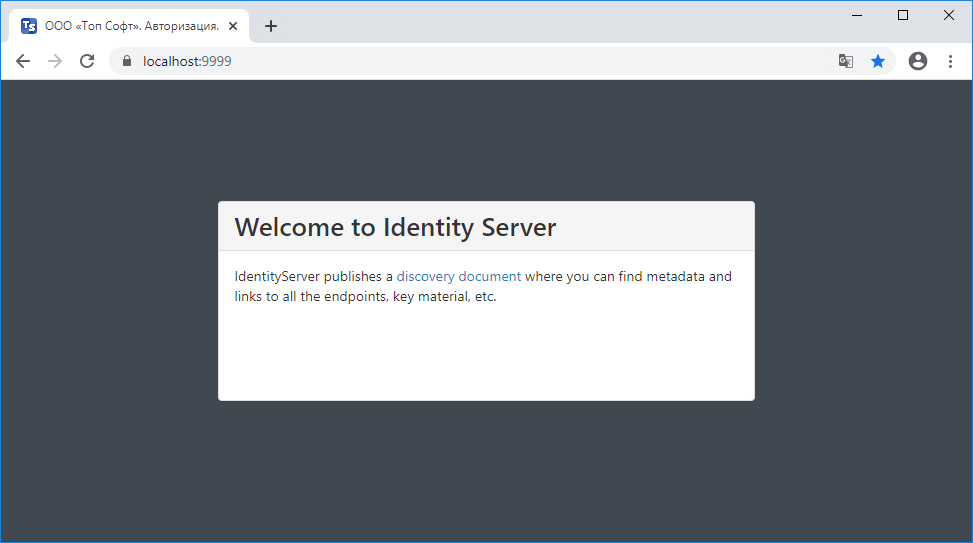 TS
ООО «Топ Софт». Авторизация.
localhost:9999
Welcome to Identity Server
IdentityServer publishes a discovery document where you can find metadata and
links to all the endpoints, key material, etc.